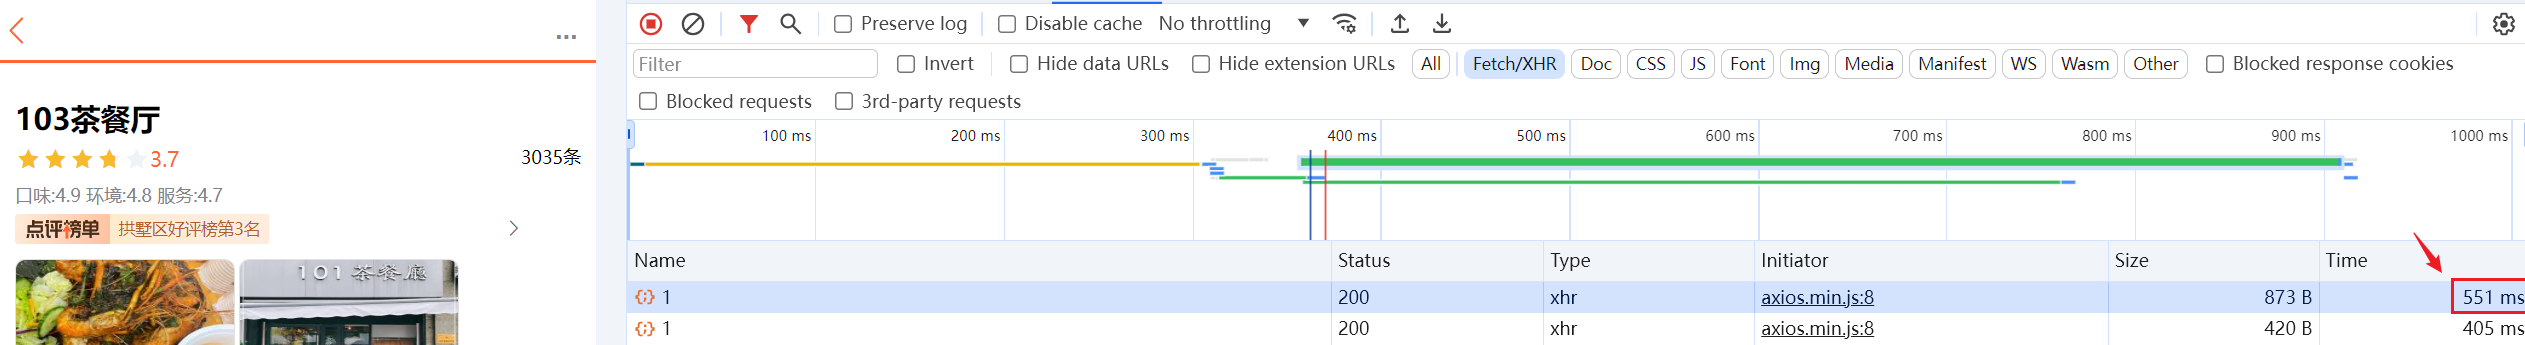 ...
103茶餐厅
3.7
3035条
口味:4.9 环境:4.8 服务:4.7
点评榜单 拱墅区好评榜第3名
101茶餐廳
Preserve log Disable cache No throttling
Filter Invert Hide data URLs Hide extension URLs All Fetch/XHR Doc CSS JS Font Img Media Manifest WS Wasm Other Blocked response cookies
Blocked requests 3rd-party requests
100 ms 200 ms 300 ms 400 ms 500 ms 600 ms 700 ms 800 ms 900 ms 1000 ms
Name Status Type Initiator Size Time
1 200 xhr axios.min.js:8 873 B 551 ms
1 200 xhr axios.min.js:8 420 B 405 ms